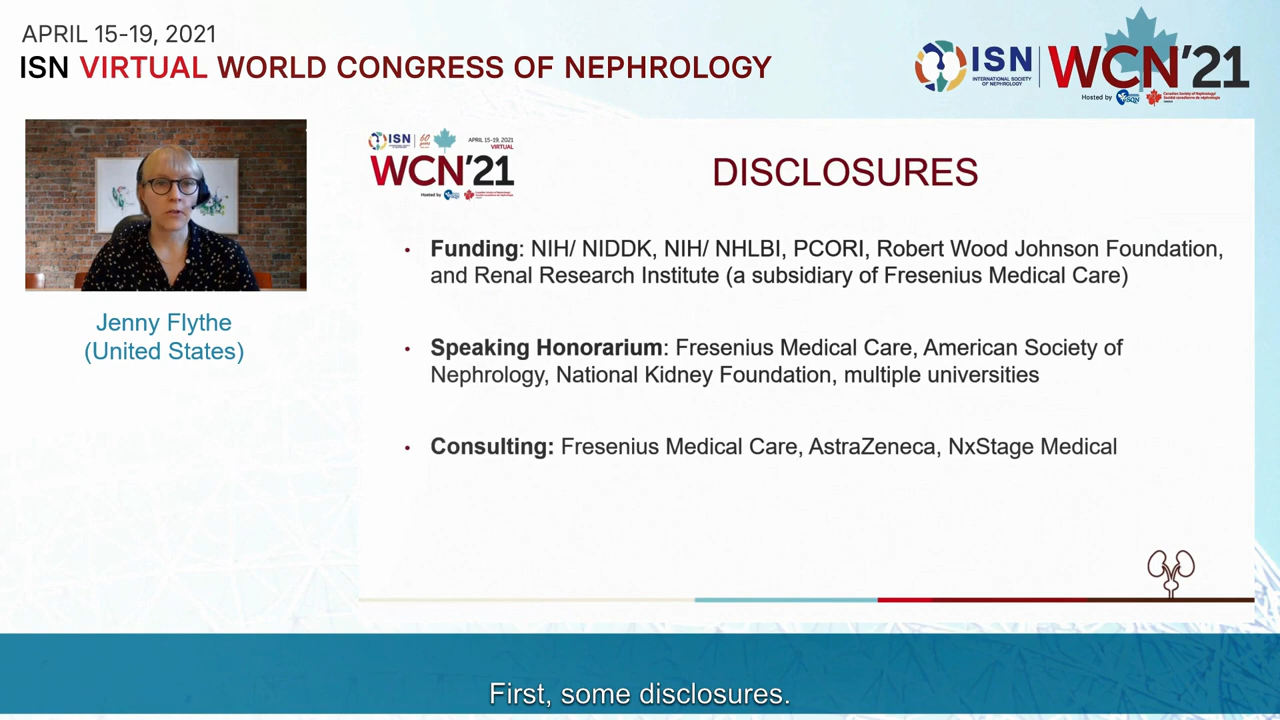 APRIL 15-19, 2021
ISN VIRTUAL WORLD CONGRESS OF NEPHROLOGY
ISN
INTERNATIONAL SOCIETY
OF NEPHROLOGY
WCN'21
Hosted by
Jenny Flythe
(United States)
ISN
60
APRIL 15-19, 2021
VIRTUAL
WCN'21
Hosted by
DISCLOSURES
• Funding: NIH/ NIDDK, NIH/ NHLBI, PCORI, Robert Wood Johnson Foundation,
and Renal Research Institute (a subsidiary of Fresenius Medical Care)
• Speaking Honorarium: Fresenius Medical Care, American Society of
Nephrology, National Kidney Foundation, multiple universities
• Consulting: Fresenius Medical Care, AstraZeneca, NxStage Medical
First, some disclosures.